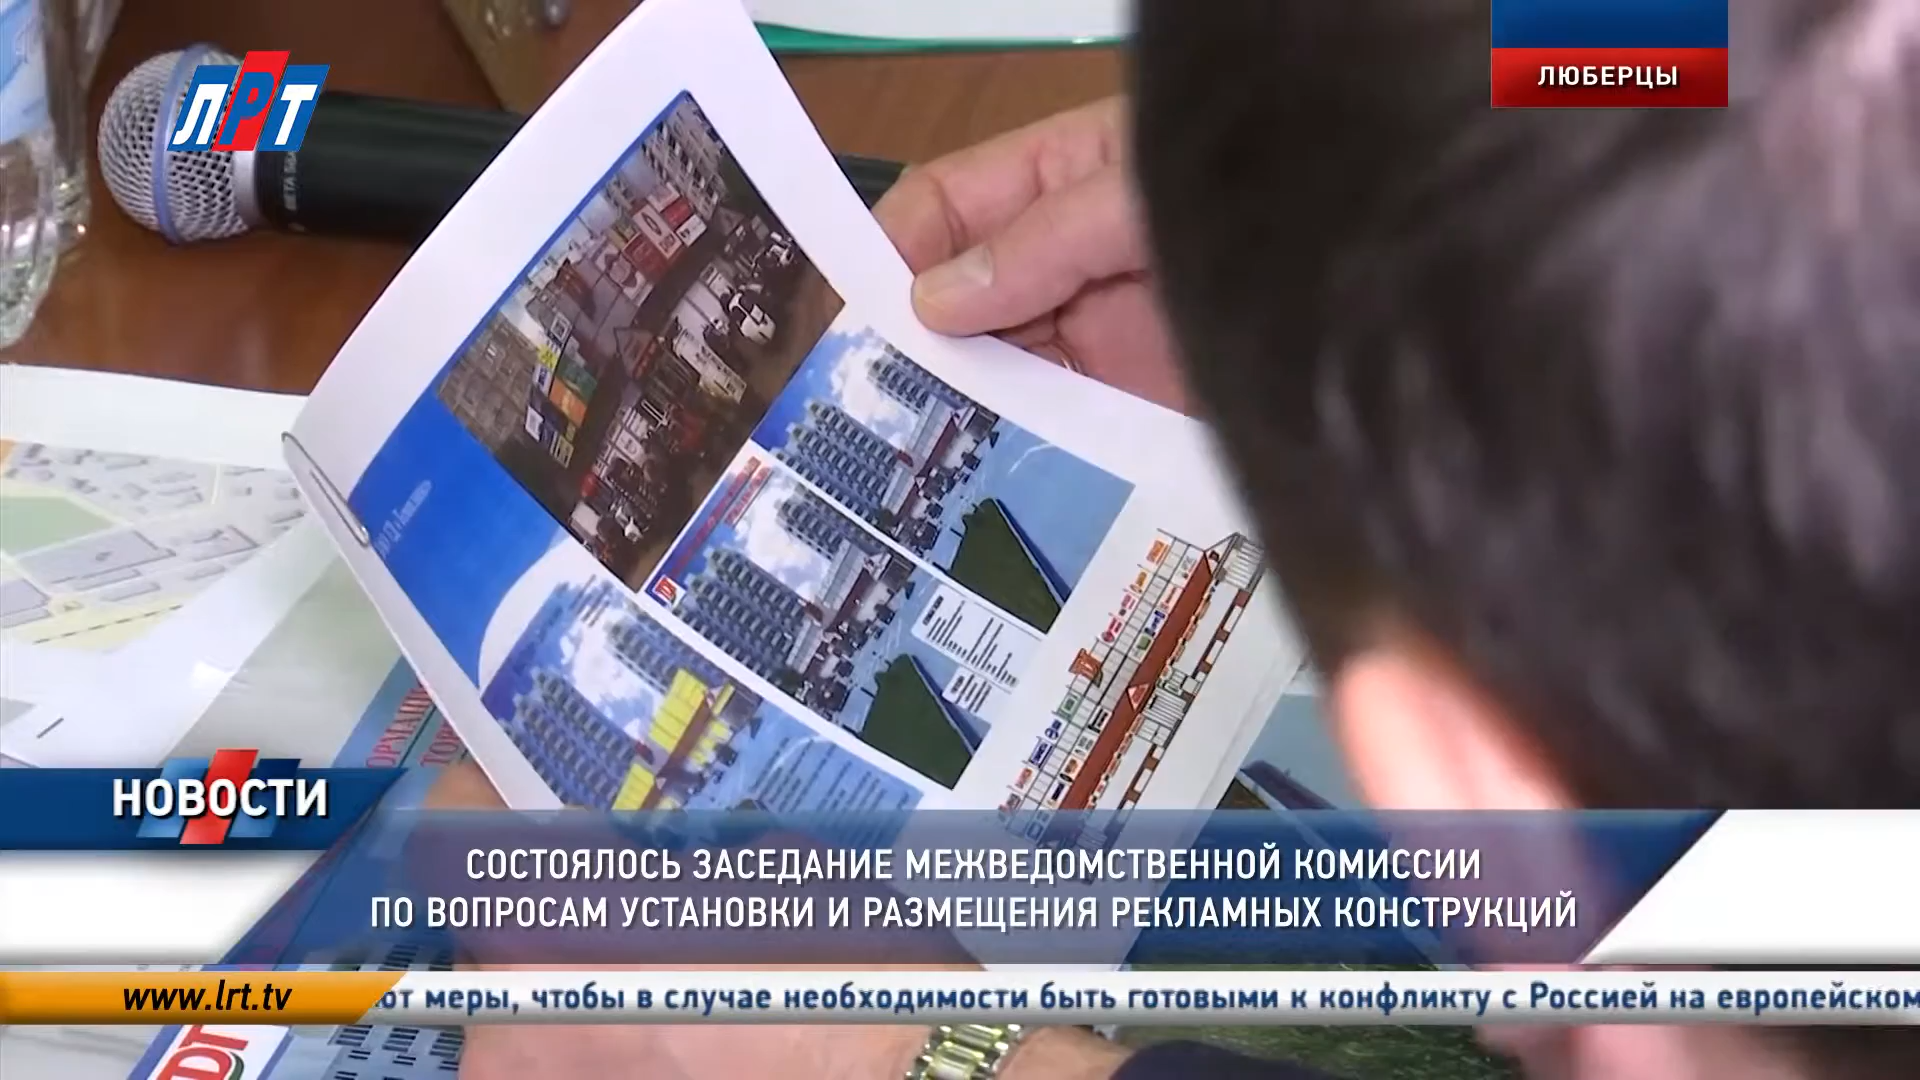 ЛРТ
ЛЮБЕРЦЫ
НОВОСТИ
СОСТОЯЛОСЬ ЗАСЕДАНИЕ МЕЖВЕДОМСТВЕННОЙ КОМИССИИ
ПО ВОПРОСАМ УСТАНОВКИ И РАЗМЕЩЕНИЯ РЕКЛАМНЫХ КОНСТРУКЦИЙ
www.lrt.tv
меры, чтобы в случае необходимости быть готовыми к конфликту с Россией на европейском